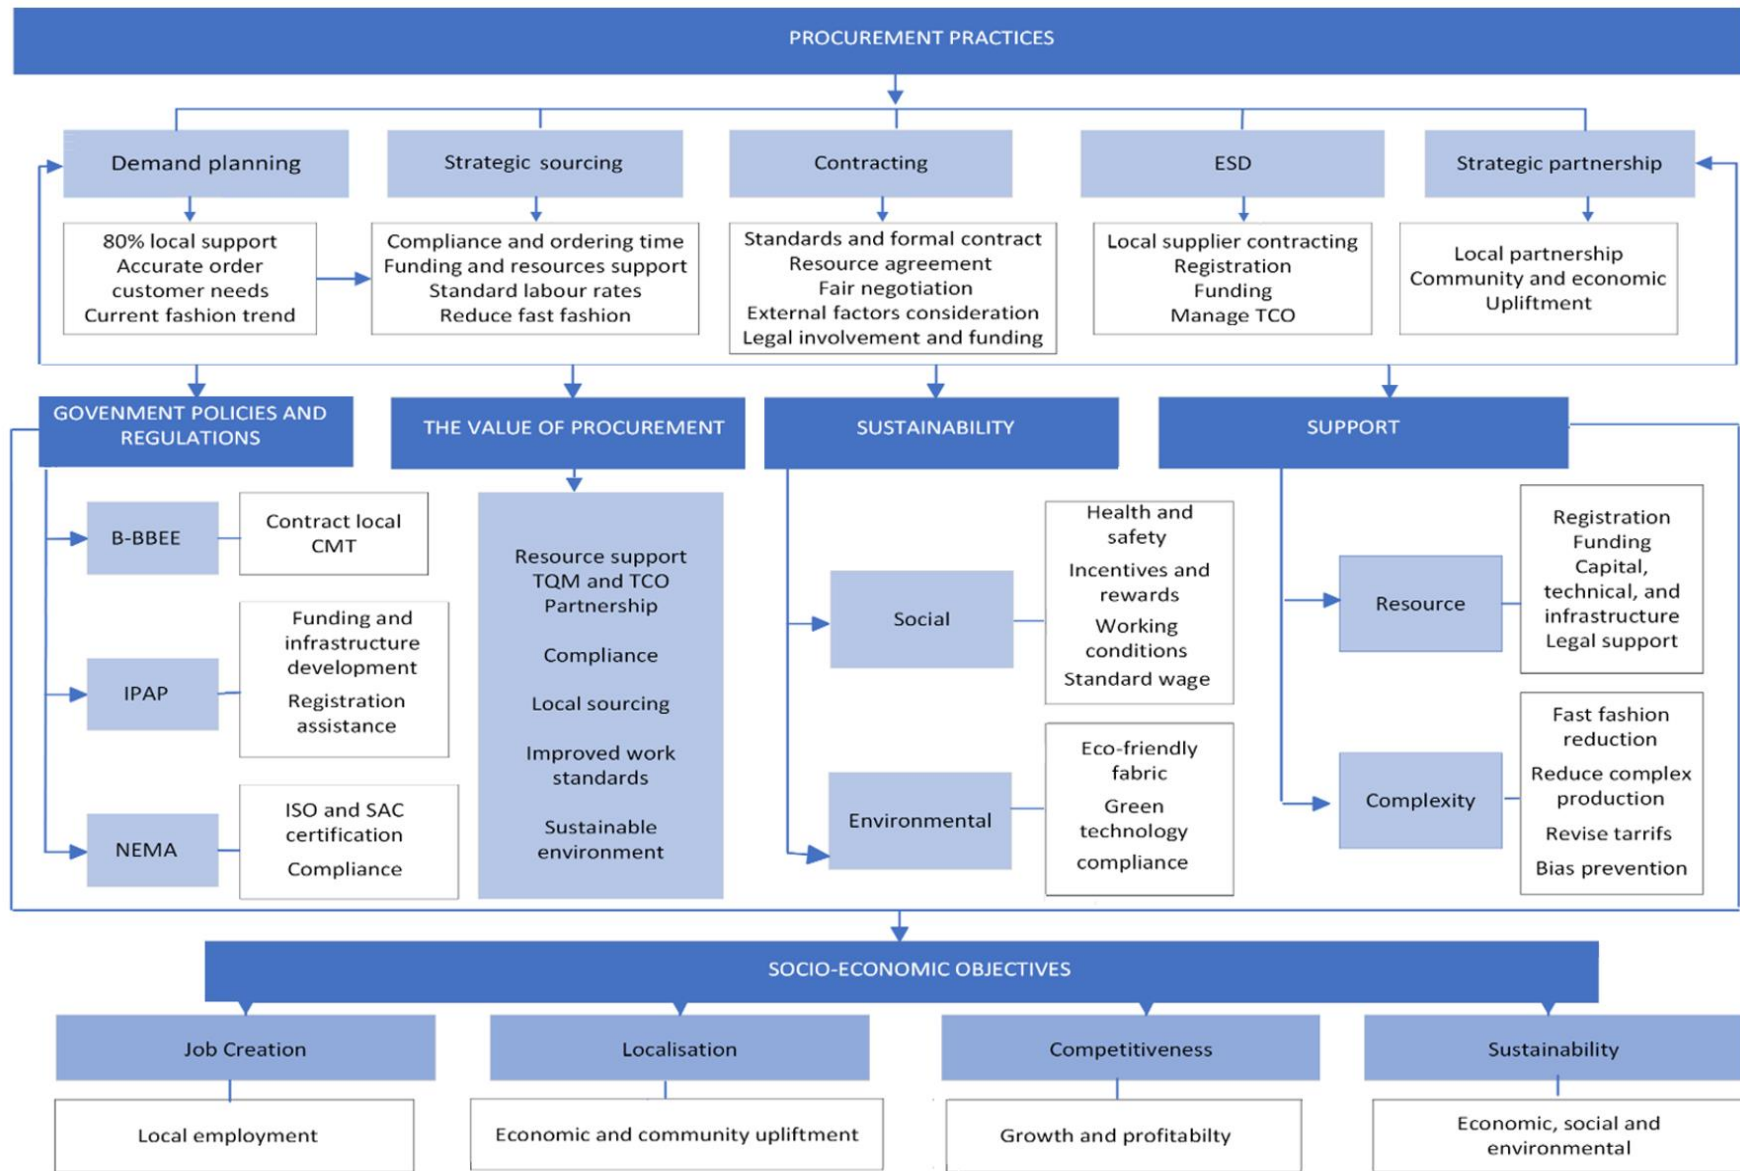 PROCUREMENT PRACTICES
Demand planning
Strategic sourcing
Contracting
ESD
Strategic partnership
80% local support
Accurate order
customer needs
Current fashion trend
Compliance and ordering time
Funding and resources support
Standard labour rates
Reduce fast fashion
Standards and formal contract
Resource agreement
Fair negotiation
External factors consideration
Legal involvement and funding
Local supplier contracting
Registration
Funding
Manage TCO
Local partnership
Community and economic
Upliftment
GOVENMENT POLICIES AND
REGULATIONS
THE VALUE OF PROCUREMENT
SUSTAINABILITY
SUPPORT
B-BBEE
Contract local
CMT
IPAP
Funding and
infrastructure
development
Registration
assistance
NEMA
ISO and SAC
certification
Compliance
Resource support
TQM and TCO
Partnership
Compliance
Local sourcing
Improved work
standards
Sustainable
environment
Social
Health and
safety
Incentives and
rewards
Working
conditions
Standard wage
Environmental
Eco-friendly
fabric
Green
technology
compliance
Resource
Registration
Funding
Capital,
technical, and
infrastructure
Legal support
Complexity
Fast fashion
reduction
Reduce complex
production
Revise tarrifs
Bias prevention
SOCIO-ECONOMIC OBJECTIVES
Job Creation
Localisation
Competitiveness
Sustainability
Local employment
Economic and community upliftment
Growth and profitabilty
Economic, social and
environmental